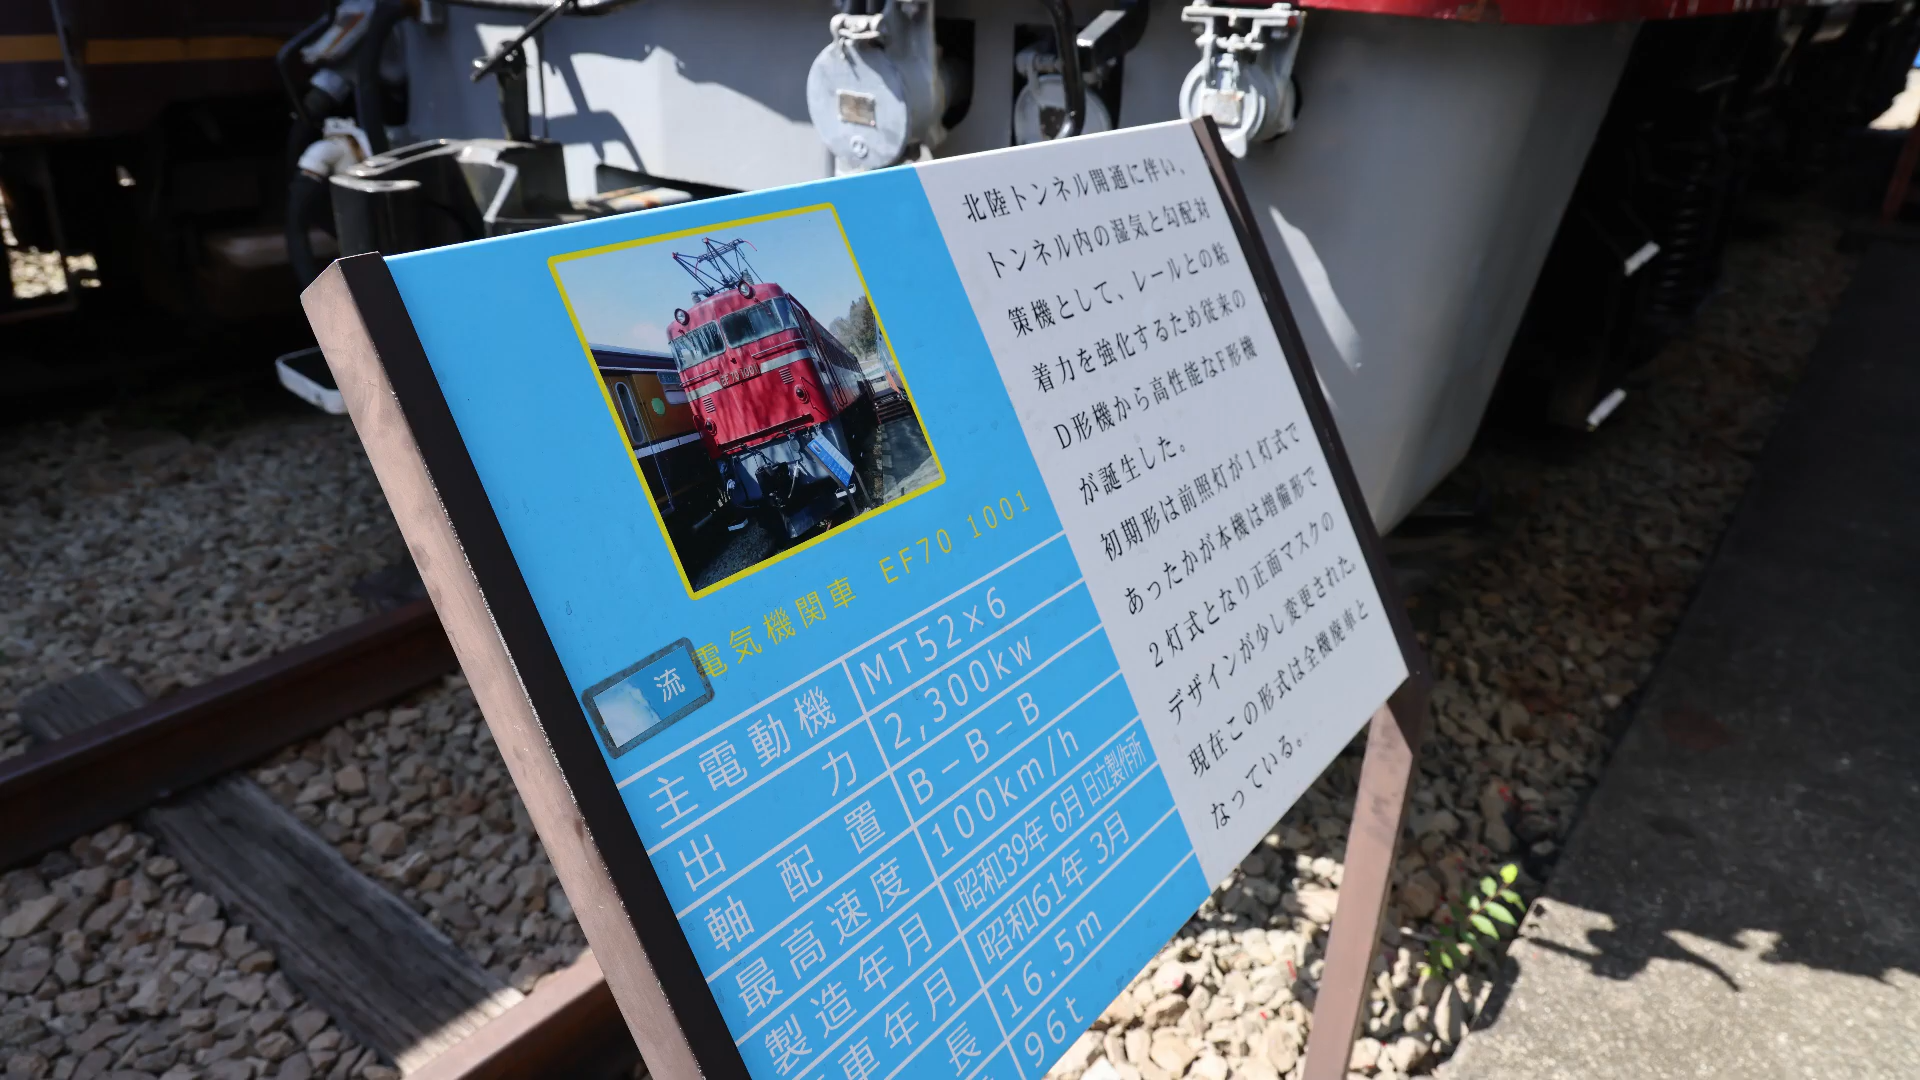 EF70 1001
電気機関車 EF70 1001
流
主電動機 MT52×6
出力 2,300kw
軸配置 B－B－B
最高速度 100km/h
製造年月 昭和39年 6月 日立製作所
車年月 昭和61年 3月
長 16.5m
96t
北陸トンネル開通に伴い、
トンネル内の湿気と勾配対
策機として、レールとの粘
着力を強化するため従来の
D形機から高性能なF形機
が誕生した。
初期形は前照灯が1灯式で
あったかが本機は増備形で
2灯式となり正面マスクの
デザインが少し変更された。
現在この形式は全機廃車と
なっている。